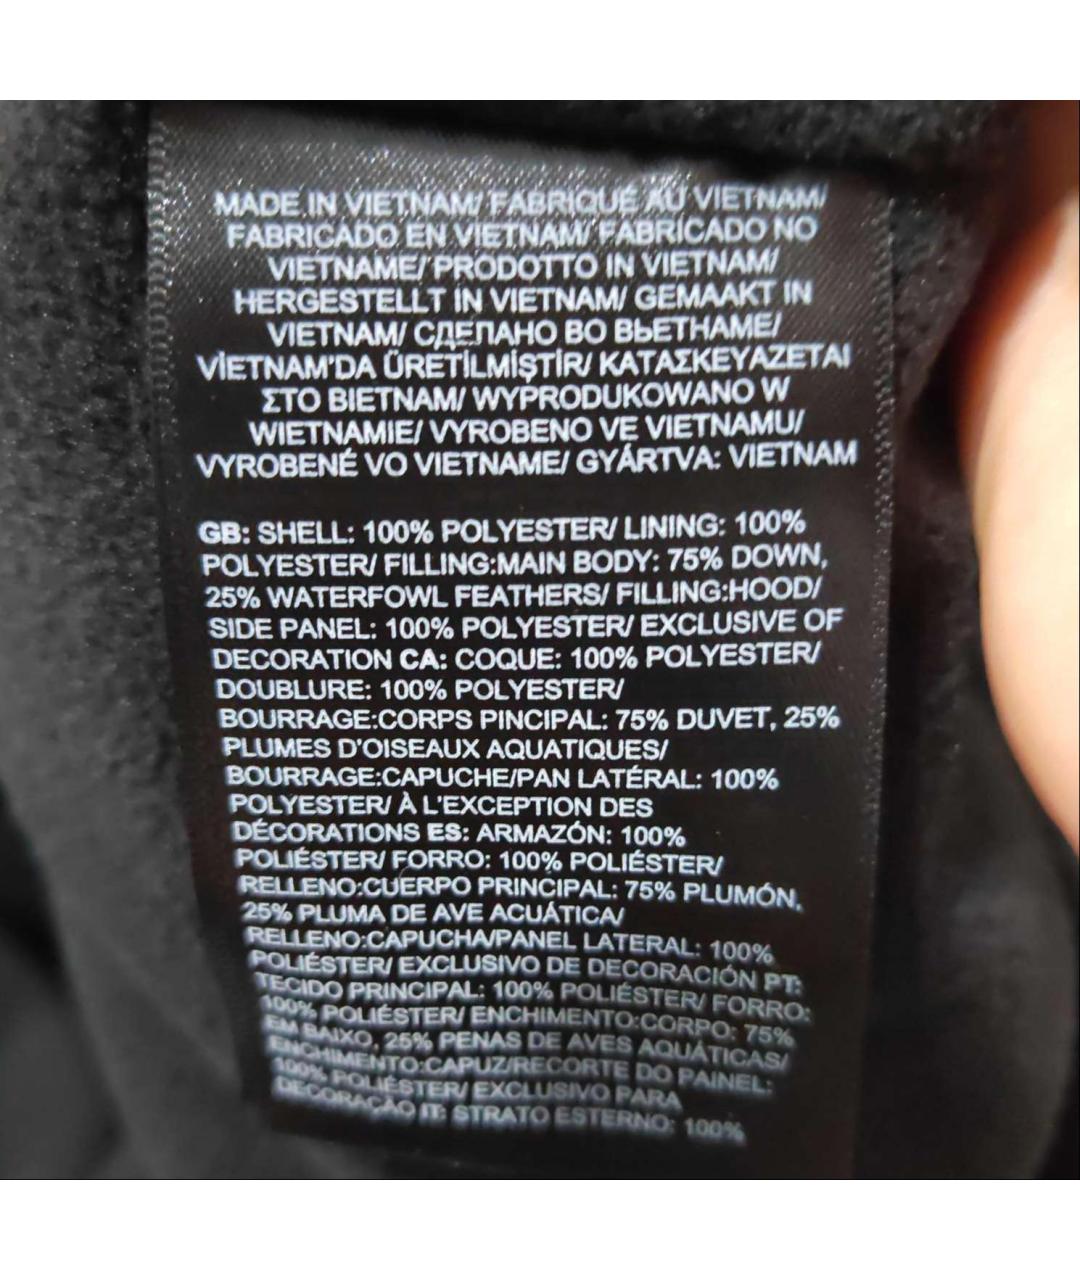 MADE IN VIETNAM/ FABRIQUÉ AU VIETNAM/
FABRICADO EN VIETNAM/ FABRICADO NO
VIETNAME/ PRODOTTO IN VIETNAM/
HERGESTELLT IN VIETNAM/ GEMAAKT IN
VIETNAM/ СДЕЛАНО ВО ВЬЕТНАМЕ/
VİETNAM'DA ÜRETİLMİŞTİR/ ΚΑΤΑΣΚΕΥΑΖΕΤΑΙ
ΣΤΟ ΒΙΕΤΝΑΜ/ WYPRODUKOWANO W
WIETNAMIE/ VYROBENO VE VIETNAMU/
VYROBENÉ VO VIETNAME/ GYÁRTVA: VIETNAM
GB: SHELL: 100% POLYESTER/ LINING: 100%
POLYESTER/ FILLING:MAIN BODY: 75% DOWN,
25% WATERFOWL FEATHERS/ FILLING:HOOD/
SIDE PANEL: 100% POLYESTER/ EXCLUSIVE OF
DECORATION CA: COQUE: 100% POLYESTER/
DOUBLURE: 100% POLYESTER/
BOURRAGE:CORPS PINCIPAL: 75% DUVET, 25%
PLUMES D'OISEAUX AQUATIQUES/
BOURRAGE:CAPUCHE/PAN LATÉRAL: 100%
POLYESTER/ À L'EXCEPTION DES
DÉCORATIONS ES: ARMAZÓN: 100%
POLIÉSTER/ FORRO: 100% POLIÉSTER/
RELLENO:CUERPO PRINCIPAL: 75% PLUMÓN,
25% PLUMA DE AVE ACUÁTICA/
RELLENO:CAPUCHA/PANEL LATERAL: 100%
POLIÉSTER/ EXCLUSIVO DE DECORACIÓN PT:
TECIDO PRINCIPAL: 100% POLIÉSTER/ FORRO:
100% POLIÉSTER/ ENCHIMENTO:CORPO: 75%
EM BAIXO, 25% PENAS DE AVES AQUÁTICAS/
ENCHIMENTO:CAPUZ/RECORTE DO PAINEL:
100% POLIÉSTER/ EXCLUSIVO PARA
DECORAÇÃO IT: STRATO ESTERNO: 100%